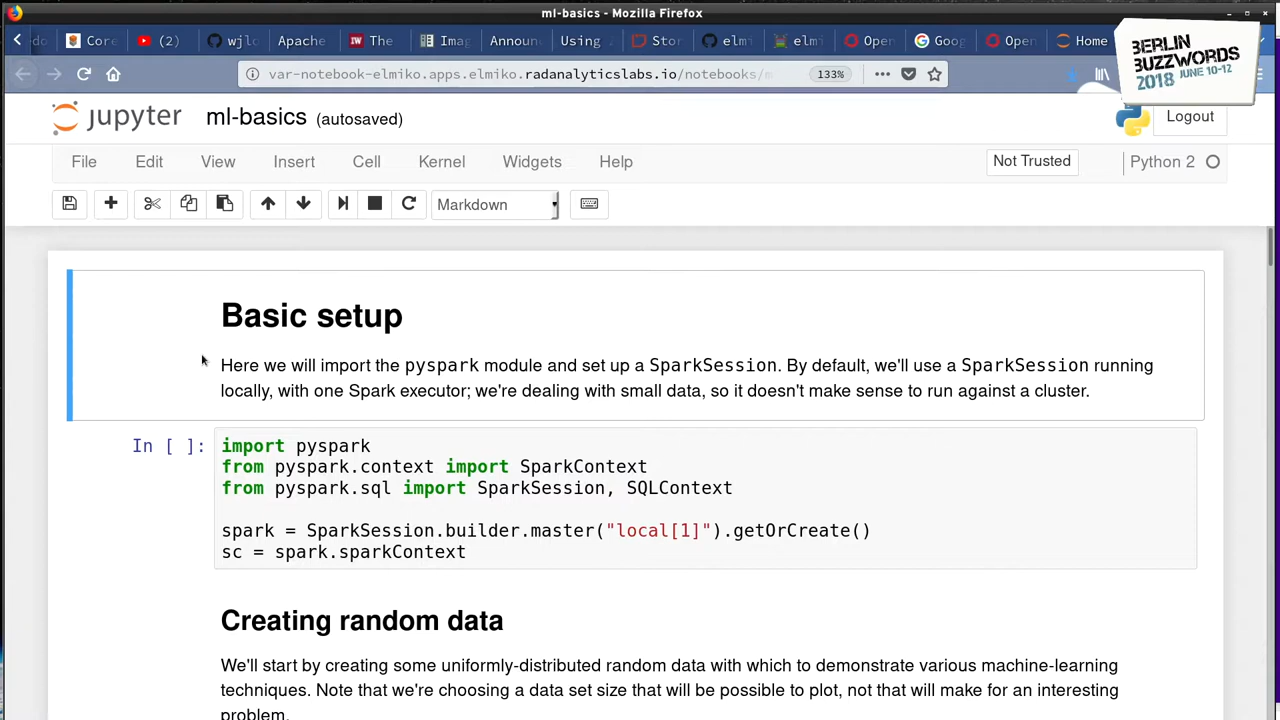 ml-basics - Mozilla Firefox
Core
(2)
wjlo
Apache
The
Imag
Announ
Using
Stor
elmi
elmi
Open
Goog
Open
Home
BERLIN
BUZZWORDS
2018 JUNE 10-12
var-notebook-elmiko.apps.elmiko.radanalyticslabs.io/notebooks/
133%
jupyter ml-basics (autosaved)
Logout
File Edit View Insert Cell Kernel Widgets Help
Not Trusted
Python 2
Markdown
Basic setup
Here we will import the pyspark module and set up a SparkSession. By default, we'll use a SparkSession running
locally, with one Spark executor; we're dealing with small data, so it doesn't make sense to run against a cluster.
In [ ]:
import pyspark
from pyspark.context import SparkContext
from pyspark.sql import SparkSession, SQLContext
spark = SparkSession.builder.master("local[1]").getOrCreate()
sc = spark.sparkContext
Creating random data
We'll start by creating some uniformly-distributed random data with which to demonstrate various machine-learning
techniques. Note that we're choosing a data set size that will be possible to plot, not that will make for an interesting
problem.